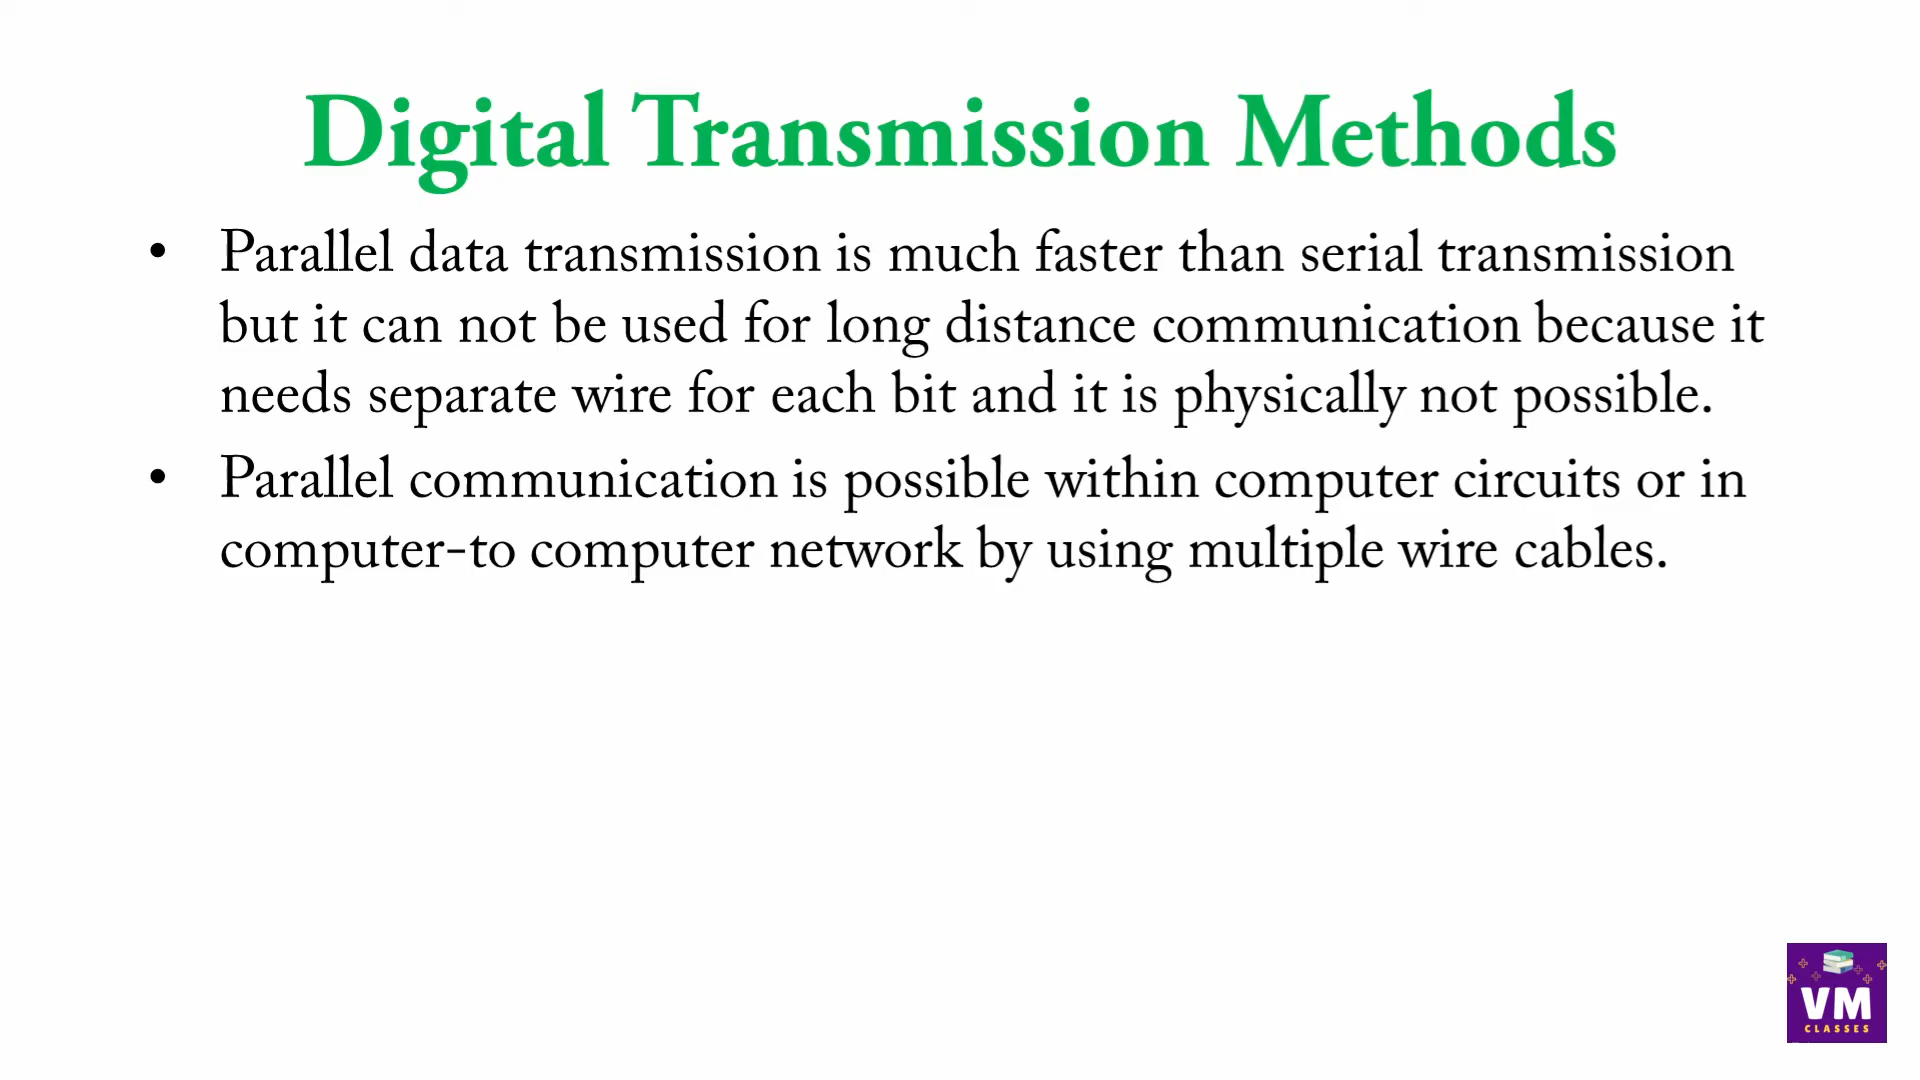 Digital Transmission Methods
• Parallel data transmission is much faster than serial transmission
but it can not be used for long distance communication because it
needs separate wire for each bit and it is physically not possible.
• Parallel communication is possible within computer circuits or in
computer-to computer network by using multiple wire cables.
VM
CLASSES